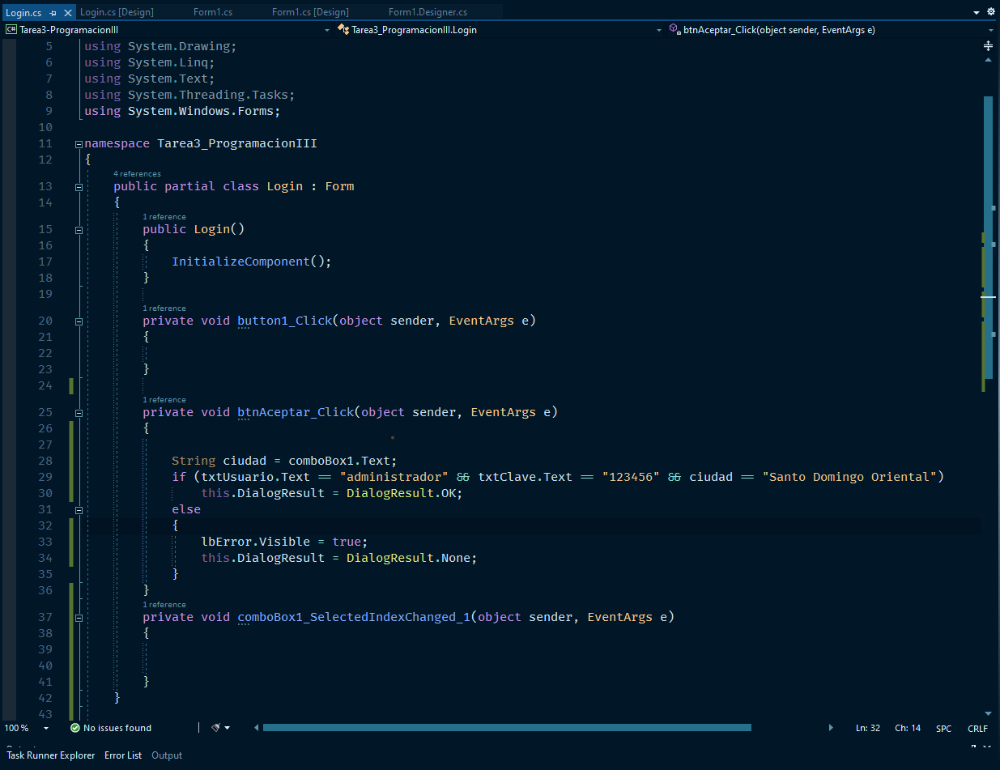 Login.cs Login.cs [Design] Form1.cs Form1.cs [Design] Form1.Designer.cs
C# Tarea3-ProgramacionIII Tarea3_ProgramacionIII.Login btnAceptar_Click(object sender, EventArgs e)
5 using System.Drawing;
6 using System.Linq;
7 using System.Text;
8 using System.Threading.Tasks;
9 using System.Windows.Forms;
10
11 namespace Tarea3_ProgramacionIII
12 {
4 references
13 public partial class Login : Form
14 {
1 reference
15 public Login()
16 {
17 InitializeComponent();
18 }
19
1 reference
20 private void button1_Click(object sender, EventArgs e)
21 {
22
23 }
24
1 reference
25 private void btnAceptar_Click(object sender, EventArgs e)
26 {
27
28 String ciudad = comboBox1.Text;
29 if (txtUsuario.Text == "administrador" && txtClave.Text == "123456" && ciudad == "Santo Domingo Oriental")
30 this.DialogResult = DialogResult.OK;
31 else
32 {
33 lbError.Visible = true;
34 this.DialogResult = DialogResult.None;
35 }
36 }
1 reference
37 private void comboBox1_SelectedIndexChanged_1(object sender, EventArgs e)
38 {
39
40
41 }
42 }
43
100 % No issues found Ln: 32 Ch: 14 SPC CRLF
Task Runner Explorer Error List Output